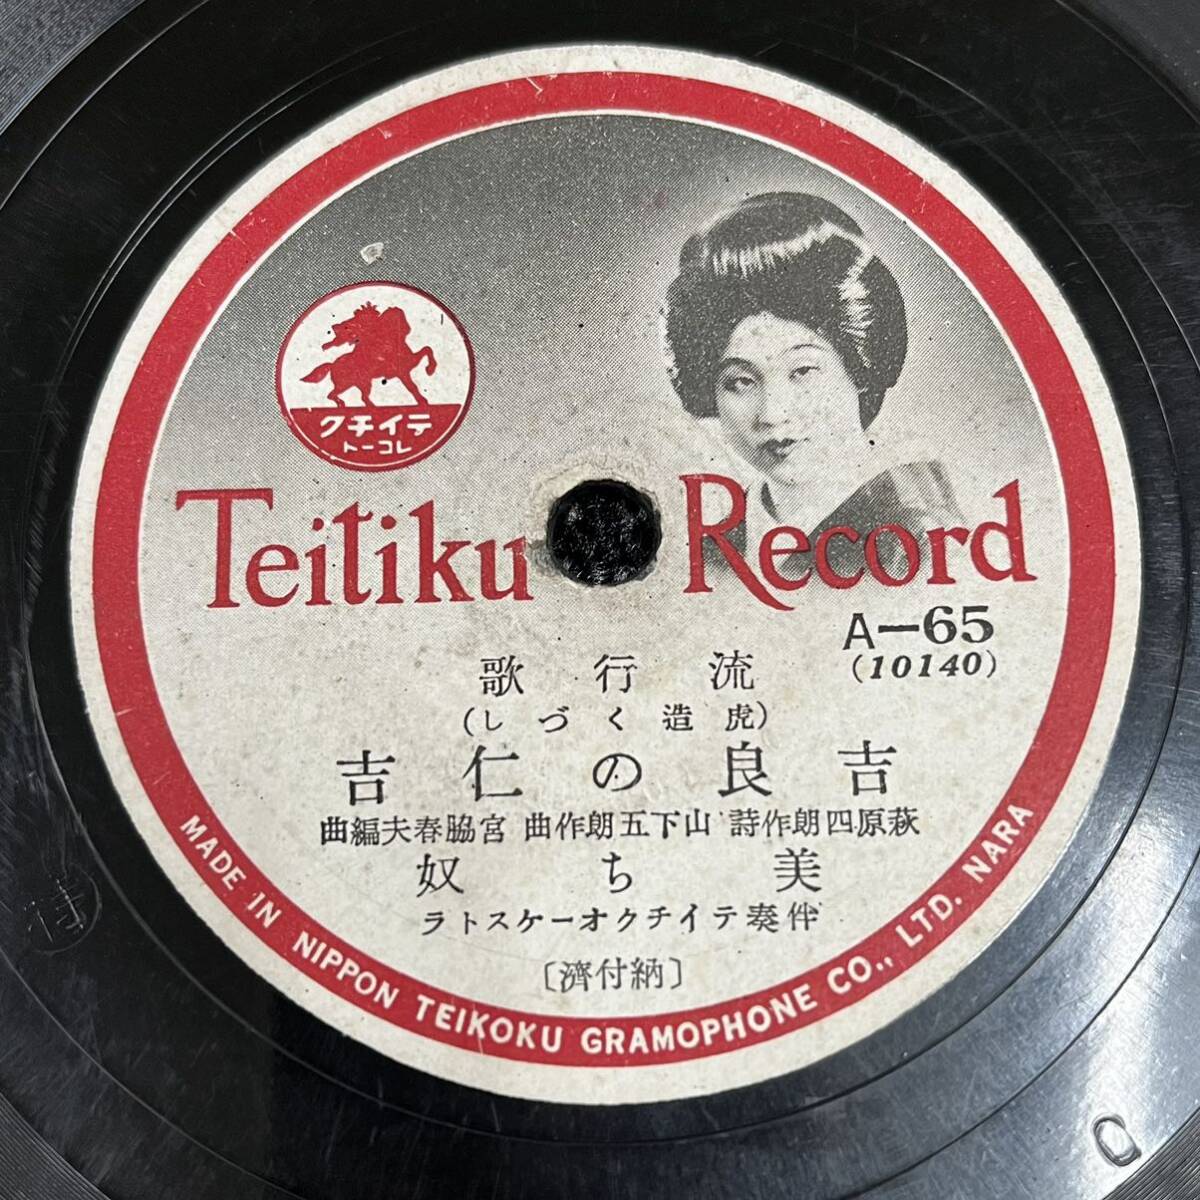 テイチク
レコート
Teitiku Record
A-65
(10140)
流行歌
(虎造くづし)
吉良の仁吉
萩原四朗作詩 山下五朗作曲 宮脇春夫編曲
美ち奴
伴奏テイチクオーケストラ
〔納付濟〕
MADE IN NIPPON TEIKOKU GRAMOPHONE CO., LTD. NARA